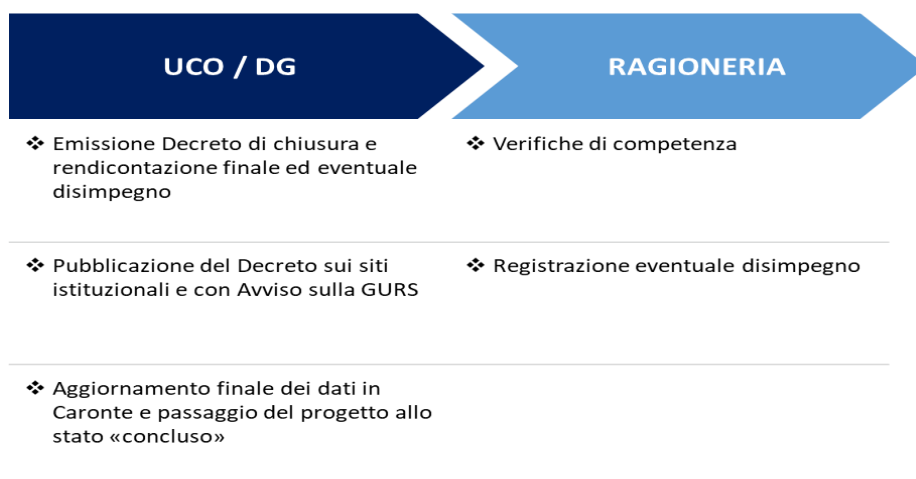 UCO / DG
RAGIONERIA
❖ Emissione Decreto di chiusura e
rendicontazione finale ed eventuale
disimpegno
❖ Verifiche di competenza
❖ Pubblicazione del Decreto sui siti
istituzionali e con Avviso sulla GURS
❖ Registrazione eventuale disimpegno
❖ Aggiornamento finale dei dati in
Caronte e passaggio del progetto allo
stato «concluso»